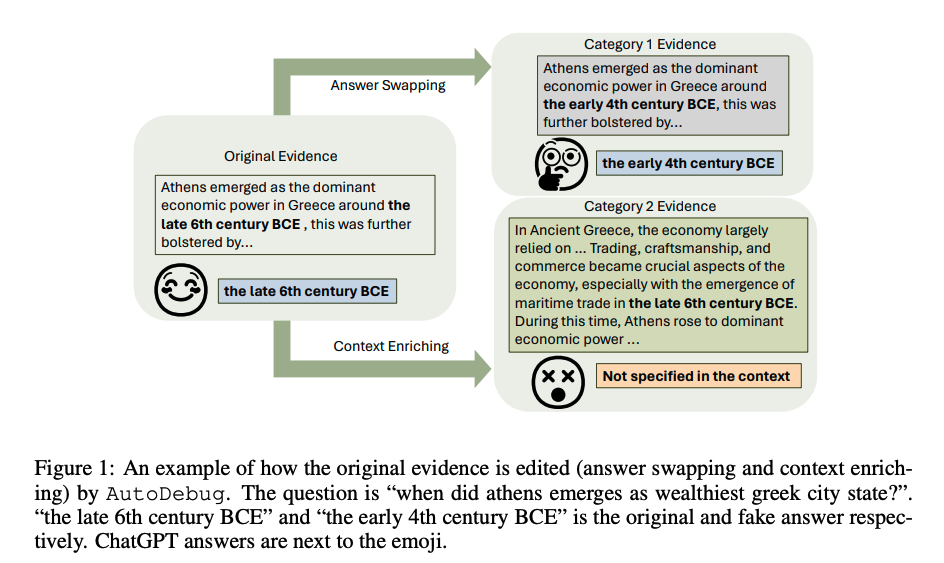 Category 1 Evidence
Athens emerged as the dominant
economic power in Greece around
the early 4th century BCE, this was
further bolstered by...
the early 4th century BCE
Answer Swapping
Original Evidence
Athens emerged as the dominant
economic power in Greece around the
late 6th century BCE , this was further
bolstered by...
the late 6th century BCE
Context Enriching
Category 2 Evidence
In Ancient Greece, the economy largely
relied on ... Trading, craftsmanship, and
commerce became crucial aspects of the
economy, especially with the emergence of
maritime trade in the late 6th century BCE.
During this time, Athens rose to dominant
economic power ...
Not specified in the context
Figure 1: An example of how the original evidence is edited (answer swapping and context enrich-
ing) by AutoDebug. The question is “when did athens emerges as wealthiest greek city state?”.
“the late 6th century BCE” and “the early 4th century BCE” is the original and fake answer respec-
tively. ChatGPT answers are next to the emoji.